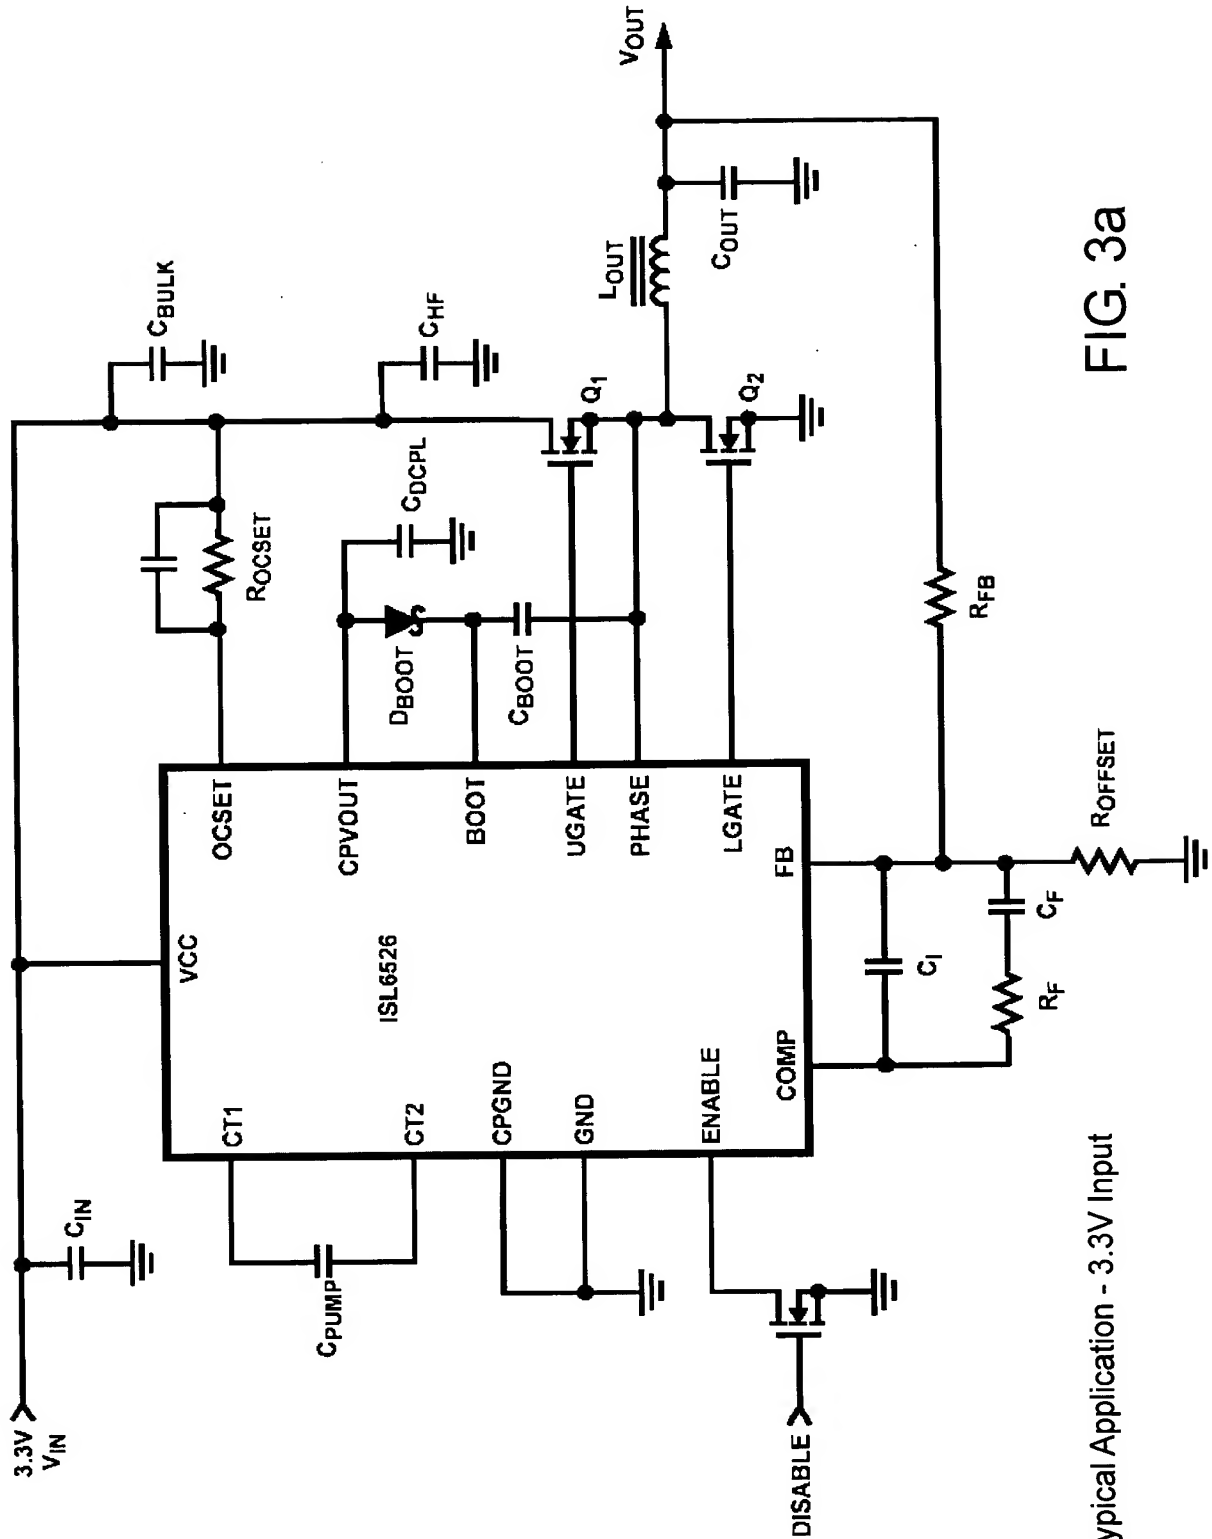 3.3V
VIN
CIN
CBULK
ROCSET
CHF
CPUMP
CT1
CT2
CPGND
GND
ENABLE
COMP
VCC
ISL6526
OCSET
CPVOUT
BOOT
UGATE
PHASE
LGATE
FB
DBOOT
CBOOT
CDCPL
Q1
Q2
LOUT
COUT
VOUT
DISABLE
CI
RF
CF
RFB
ROFFSET
ypical Application - 3.3V Input
FIG. 3a